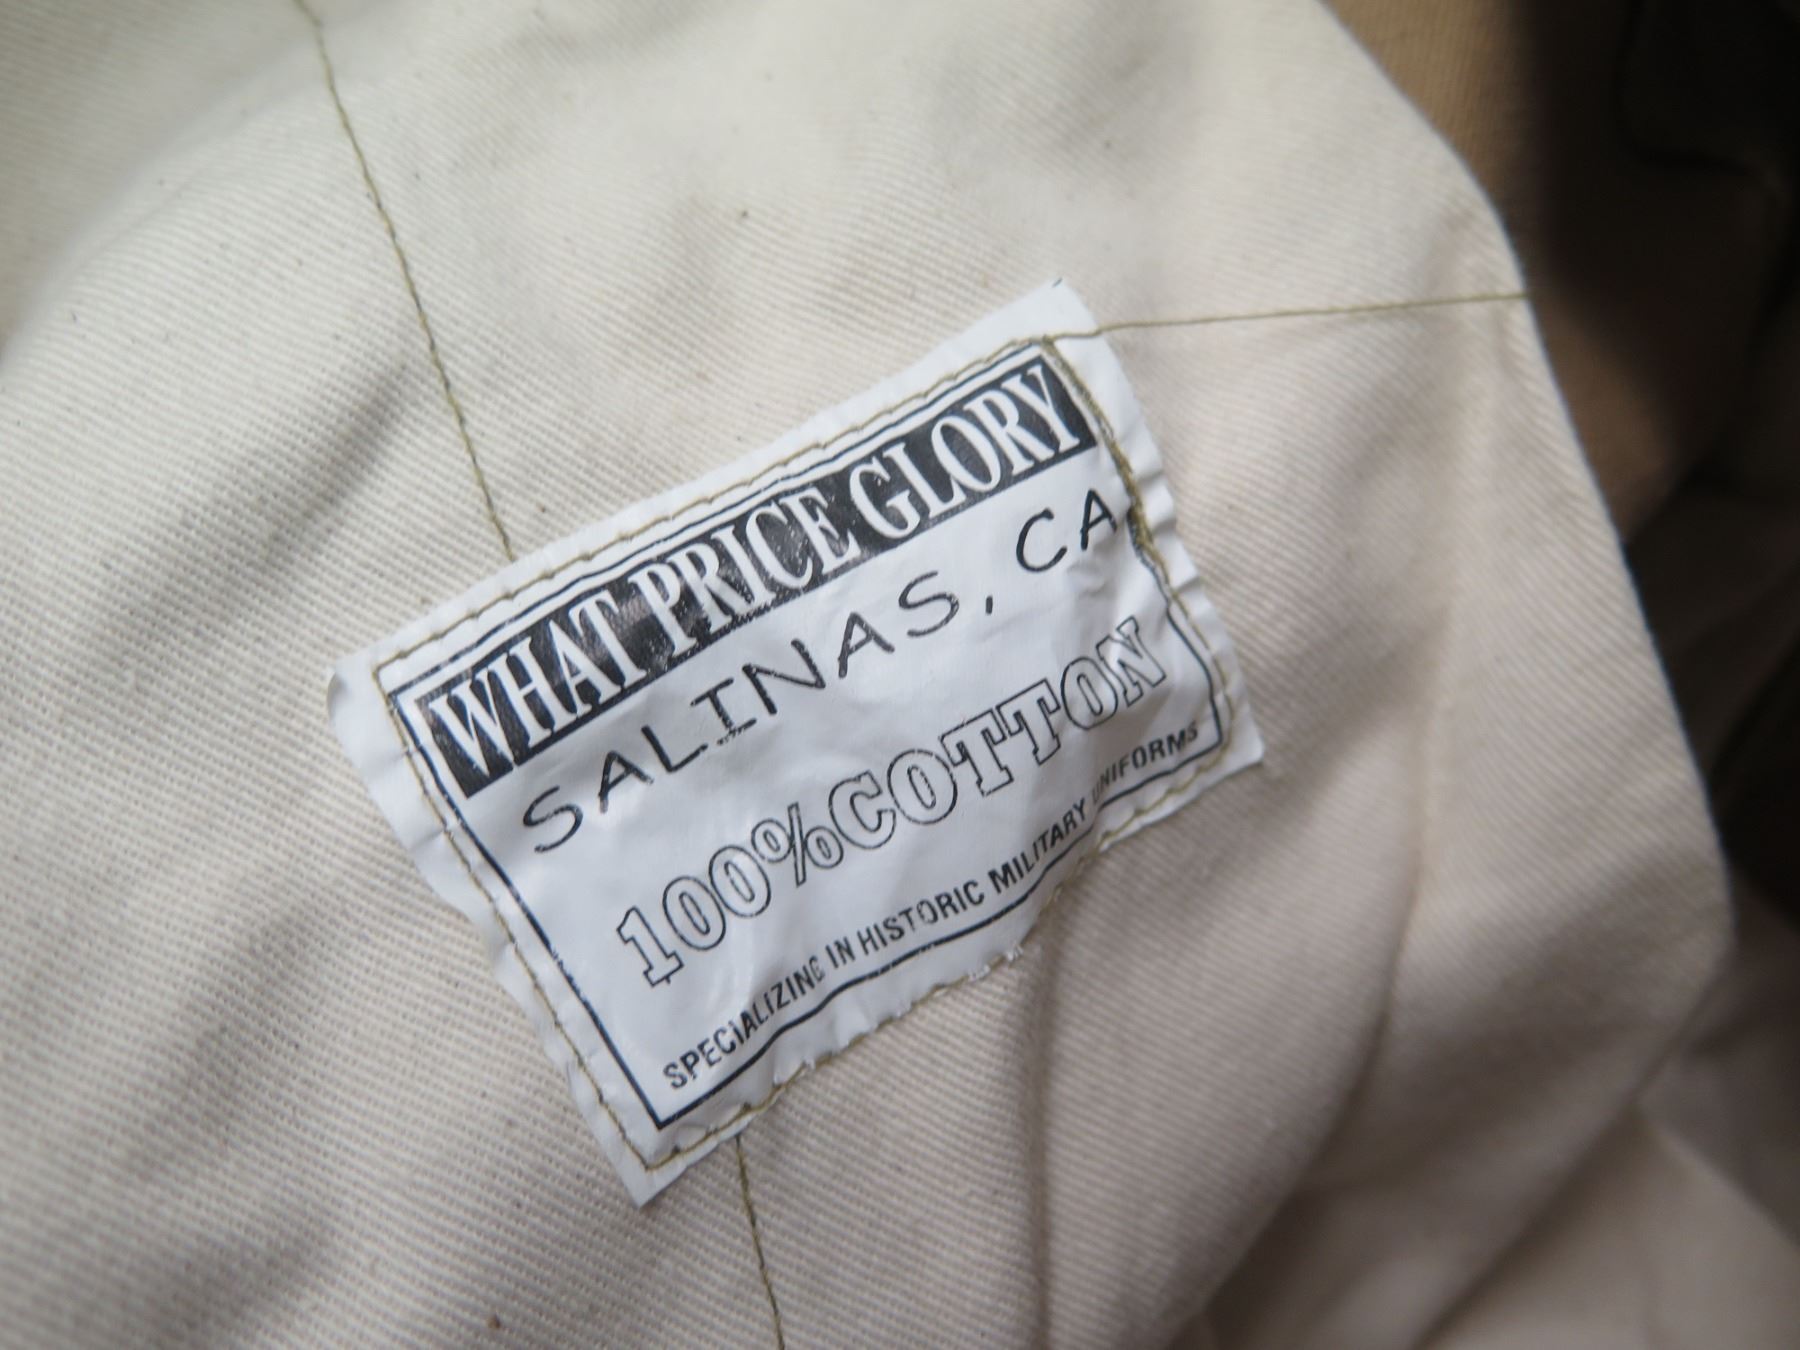 WHAT PRICE GLORY
SALINAS, CA
100%COTTON
SPECIALIZING IN HISTORIC MILITARY UNIFORMS